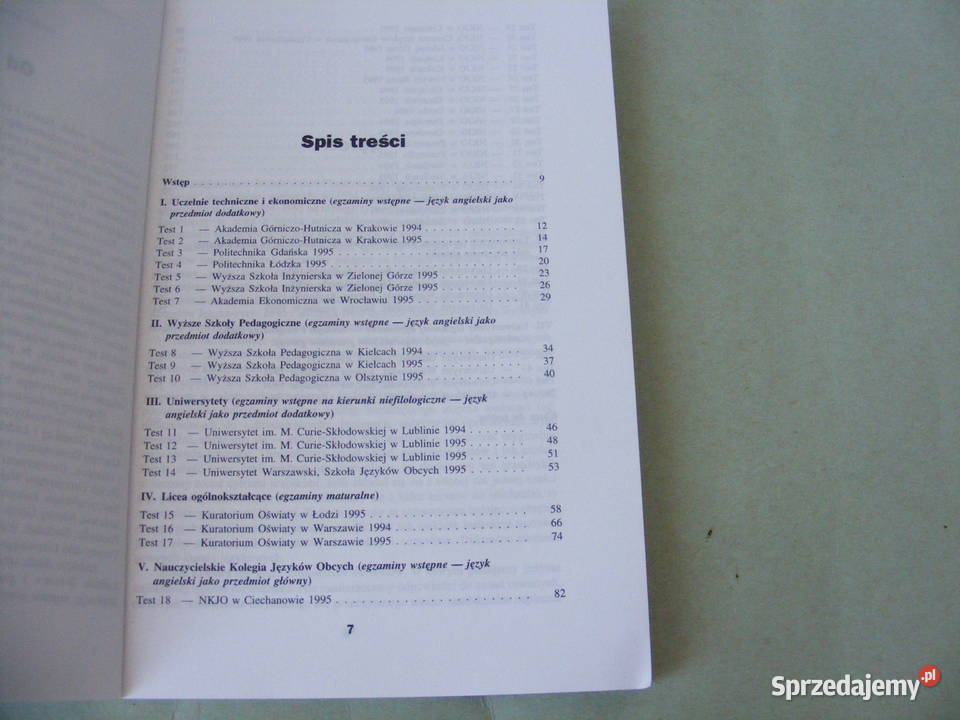 Spis treści
Wstęp . . . . . . . . . . . . . . . . . . . . . . . . . . . . . . 9
I. Uczelnie techniczne i ekonomiczne (egzaminy wstępne — język angielski jako
przedmiot dodatkowy)
Test 1 — Akademia Górniczo-Hutnicza w Krakowie 1994 . . . . . . . . . . 12
Test 2 — Akademia Górniczo-Hutnicza w Krakowie 1995 . . . . . . . . . . 14
Test 3 — Politechnika Gdańska 1995 . . . . . . . . . . . . . . . . . 17
Test 4 — Politechnika Łódzka 1995 . . . . . . . . . . . . . . . . . 20
Test 5 — Wyższa Szkoła Inżynierska w Zielonej Górze 1995 . . . . . . . . 23
Test 6 — Wyższa Szkoła Inżynierska w Zielonej Górze 1995 . . . . . . . . 26
Test 7 — Akademia Ekonomiczna we Wrocławiu 1995 . . . . . . . . . . 29
II. Wyższe Szkoły Pedagogiczne (egzaminy wstępne — język angielski jako
przedmiot dodatkowy)
Test 8 — Wyższa Szkoła Pedagogiczna w Kielcach 1994 . . . . . . . . . . 34
Test 9 — Wyższa Szkoła Pedagogiczna w Kielcach 1995 . . . . . . . . . . 37
Test 10 — Wyższa Szkoła Pedagogiczna w Olsztynie 1995 . . . . . . . . . . 40
III. Uniwersytety (egzaminy wstępne na kierunki niefilologiczne — język
angielski jako przedmiot dodatkowy)
Test 11 — Uniwersytet im. M. Curie-Skłodowskiej w Lublinie 1994 . . . . . . 46
Test 12 — Uniwersytet im. M. Curie-Skłodowskiej w Lublinie 1995 . . . . . . 48
Test 13 — Uniwersytet im. M. Curie-Skłodowskiej w Lublinie 1995 . . . . . . 51
Test 14 — Uniwersytet Warszawski, Szkoła Języków Obcych 1995 . . . . . . 53
IV. Licea ogólnokształcące (egzaminy maturalne)
Test 15 — Kuratorium Oświaty w Łodzi 1995 . . . . . . . . . . . . . . 58
Test 16 — Kuratorium Oświaty w Warszawie 1994 . . . . . . . . . . . . 66
Test 17 — Kuratorium Oświaty w Warszawie 1995 . . . . . . . . . . . . 74
V. Nauczycielskie Kolegia Języków Obcych (egzaminy wstępne — język
angielski jako przedmiot główny)
Test 18 — NKJO w Ciechanowie 1995 . . . . . . . . . . . . . . . . . 82
7
Sprzedajemy.pl